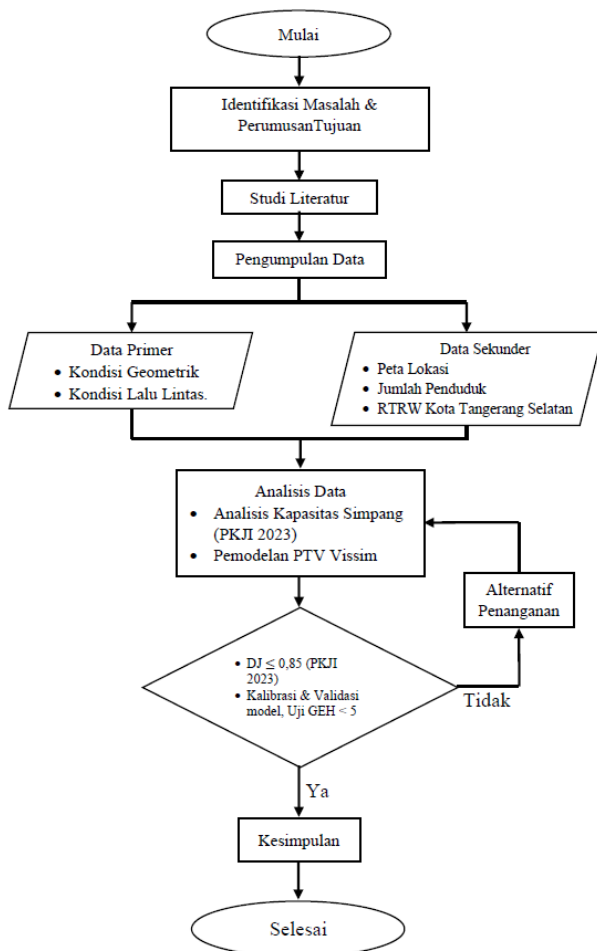 Mulai
Identifikasi Masalah &
PerumusanTujuan
Studi Literatur
Pengumpulan Data
Data Primer
• Kondisi Geometrik
• Kondisi Lalu Lintas.
Data Sekunder
• Peta Lokasi
• Jumlah Penduduk
• RTRW Kota Tangerang Selatan
Analisis Data
• Analisis Kapasitas Simpang
(PKJI 2023)
• Pemodelan PTV Vissim
Alternatif
Penanganan
• DJ ≤ 0,85 (PKJI
2023)
• Kalibrasi & Validasi
model, Uji GEH < 5
Tidak
Ya
Kesimpulan
Selesai